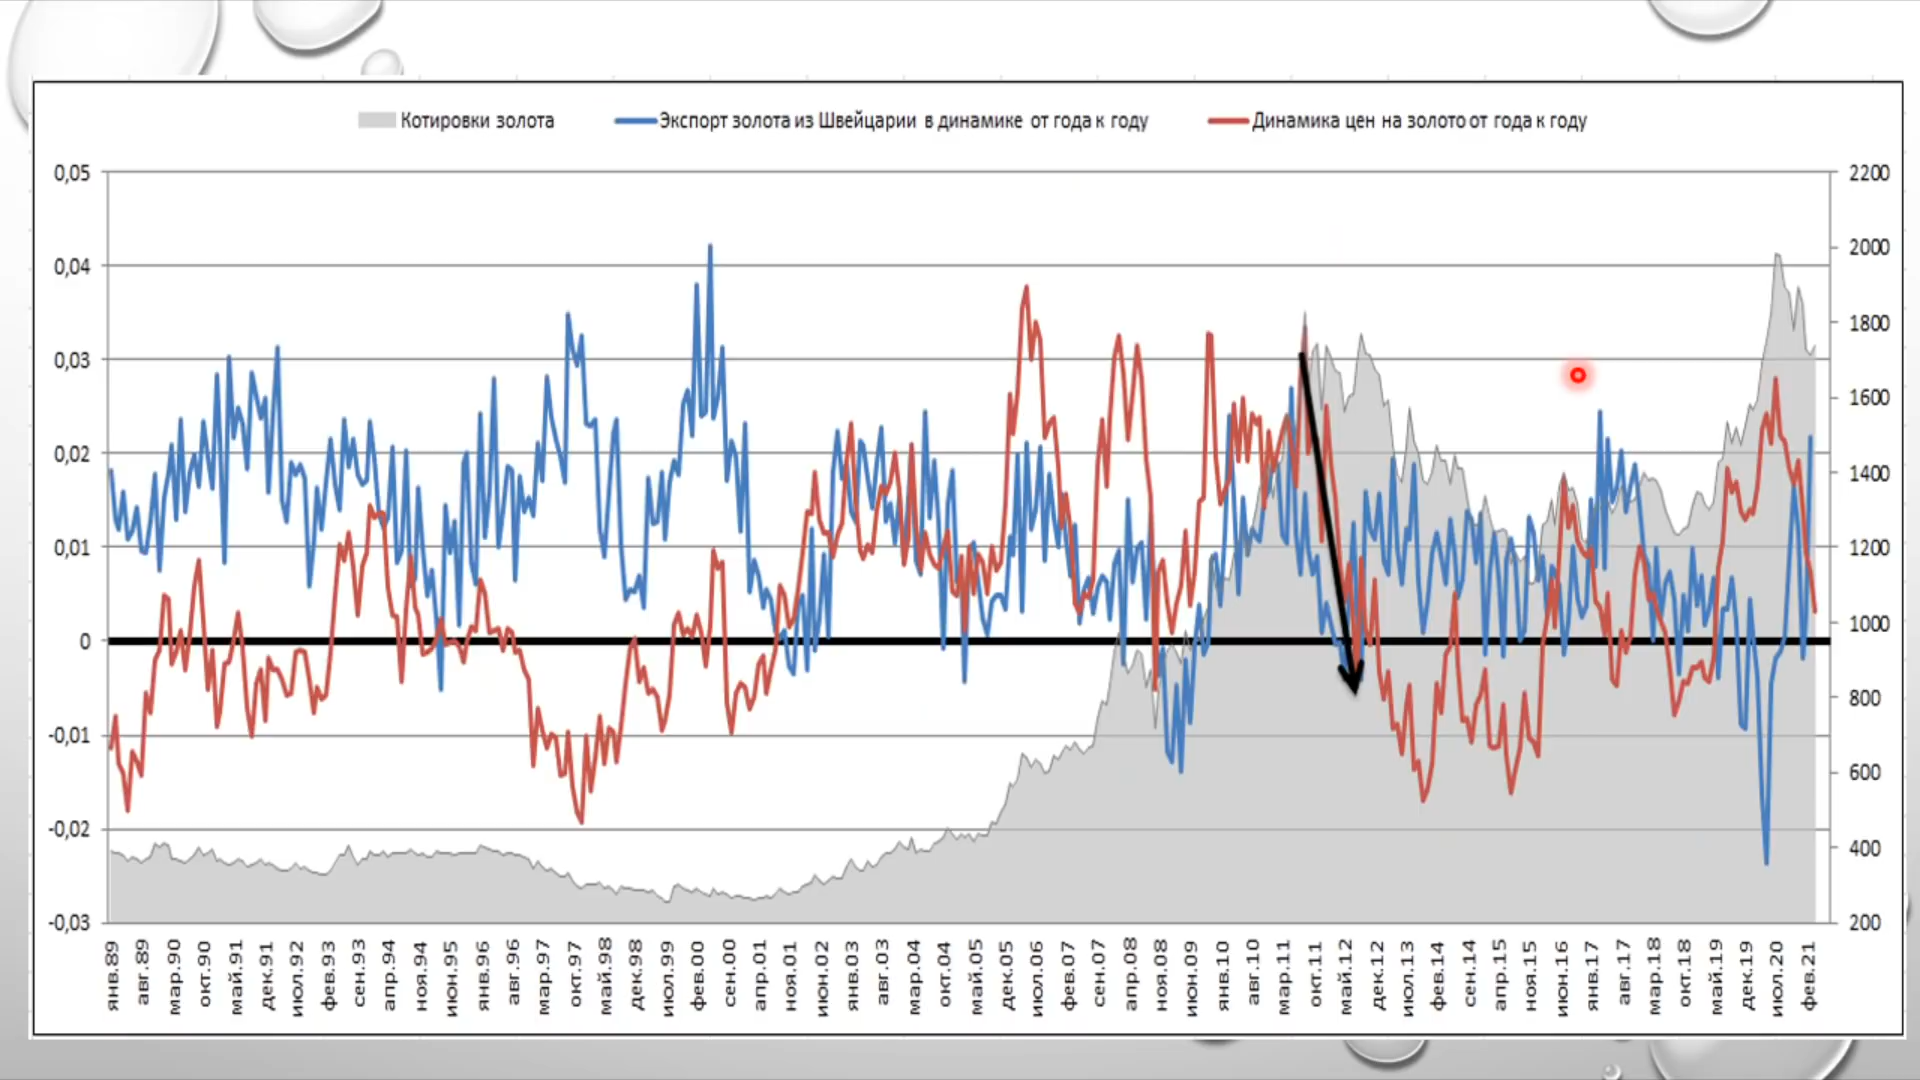 Котировки золота
Экспорт золота из Швейцарии в динамике от года к году
Динамика цен на золото от года к году
0,05
0,04
0,03
0,02
0,01
0
-0,01
-0,02
-0,03
2200
2000
1800
1600
1400
1200
1000
800
600
400
200
янв.89
авг.89
мар.90
окт.90
май.91
дек.91
июл.92
фев.93
сен.93
апр.94
ноя.94
июн.95
янв.96
авг.96
мар.97
окт.97
май.98
дек.98
июл.99
фев.00
сен.00
апр.01
ноя.01
июн.02
янв.03
авг.03
мар.04
окт.04
май.05
дек.05
июл.06
фев.07
сен.07
апр.08
ноя.08
июн.09
янв.10
авг.10
мар.11
окт.11
май.12
дек.12
июл.13
фев.14
сен.14
апр.15
ноя.15
июн.16
янв.17
авг.17
мар.18
окт.18
май.19
дек.19
июл.20
фев.21